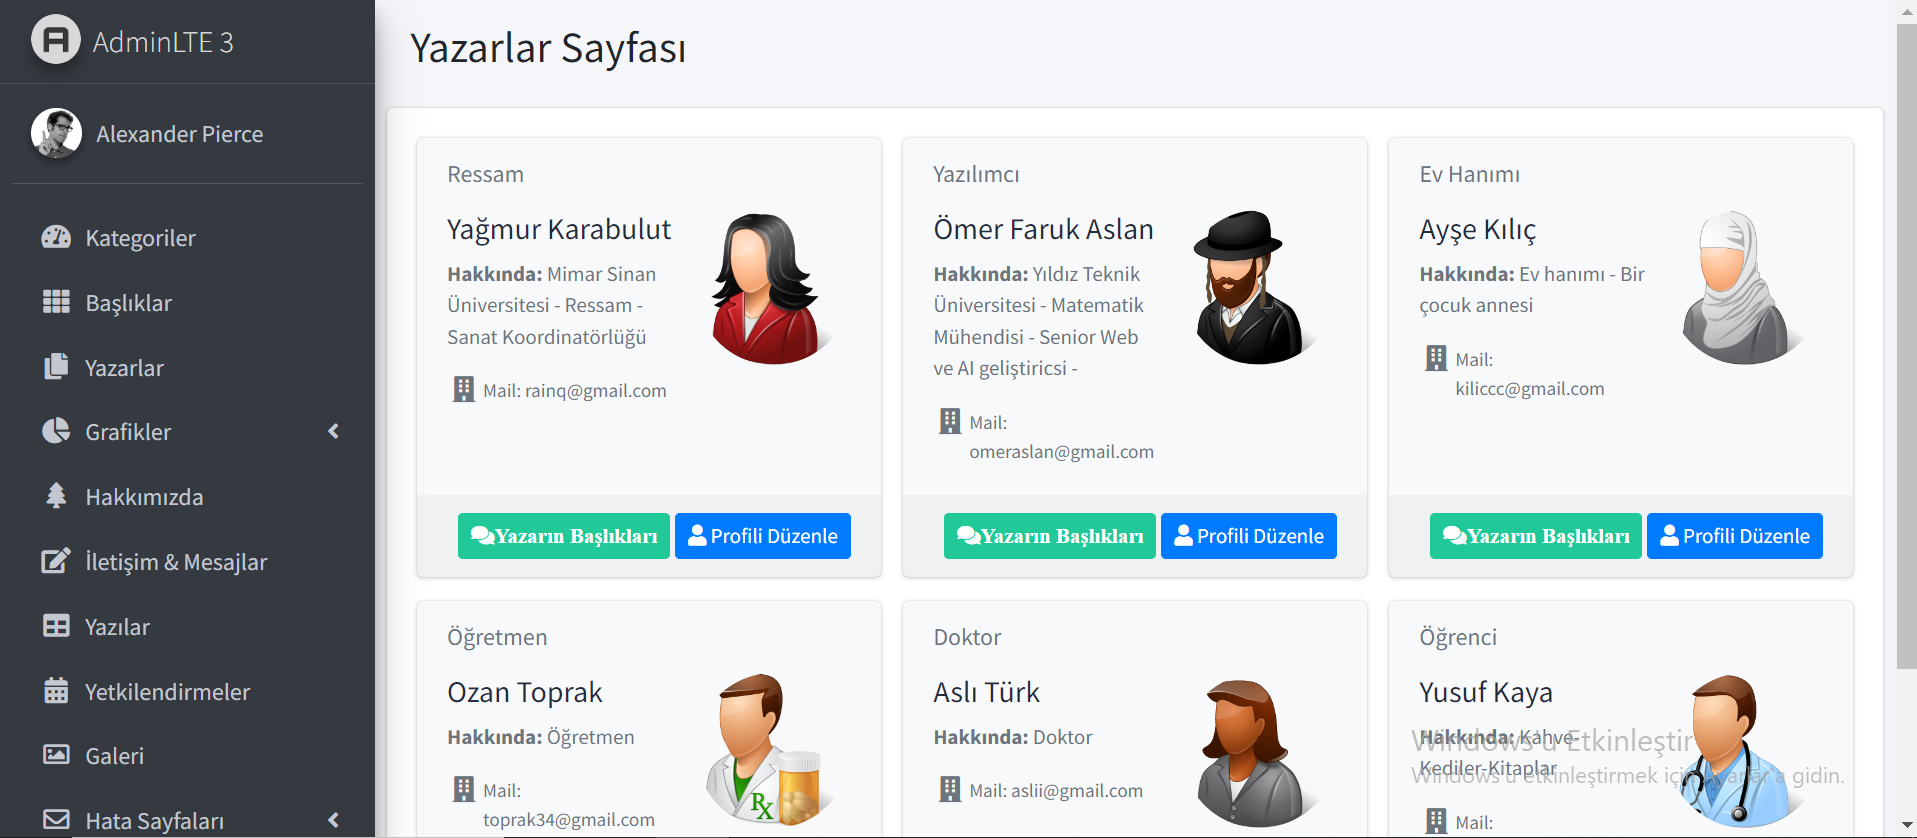 AdminLTE 3
Alexander Pierce
Kategoriler
Başlıklar
Yazarlar
Grafikler
Hakkımızda
İletişim & Mesajlar
Yazılar
Yetkilendirmeler
Galeri
Hata Sayfaları
Yazarlar Sayfası
Ressam
Yağmur Karabulut
Hakkında: Mimar Sinan
Üniversitesi - Ressam -
Sanat Koordinatörlüğü
Mail: rainq@gmail.com
Yazarın Başlıkları
Profili Düzenle
Yazılımcı
Ömer Faruk Aslan
Hakkında: Yıldız Teknik
Üniversitesi - Matematik
Mühendisi - Senior Web
ve AI geliştiricsi -
Mail:
omeraslan@gmail.com
Yazarın Başlıkları
Profili Düzenle
Ev Hanımı
Ayşe Kılıç
Hakkında: Ev hanımı - Bir
çocuk annesi
Mail:
kiliccc@gmail.com
Yazarın Başlıkları
Profili Düzenle
Öğretmen
Ozan Toprak
Hakkında: Öğretmen
Mail:
toprak34@gmail.com
Rx
Doktor
Aslı Türk
Hakkında: Doktor
Mail: aslii@gmail.com
Öğrenci
Yusuf Kaya
Hakkında: Kahve-
Kediler-Kitaplar
Mail:
Windows'u Etkinleştir
Windows'u etkinleştirmek için Ayarlar'a gidin.